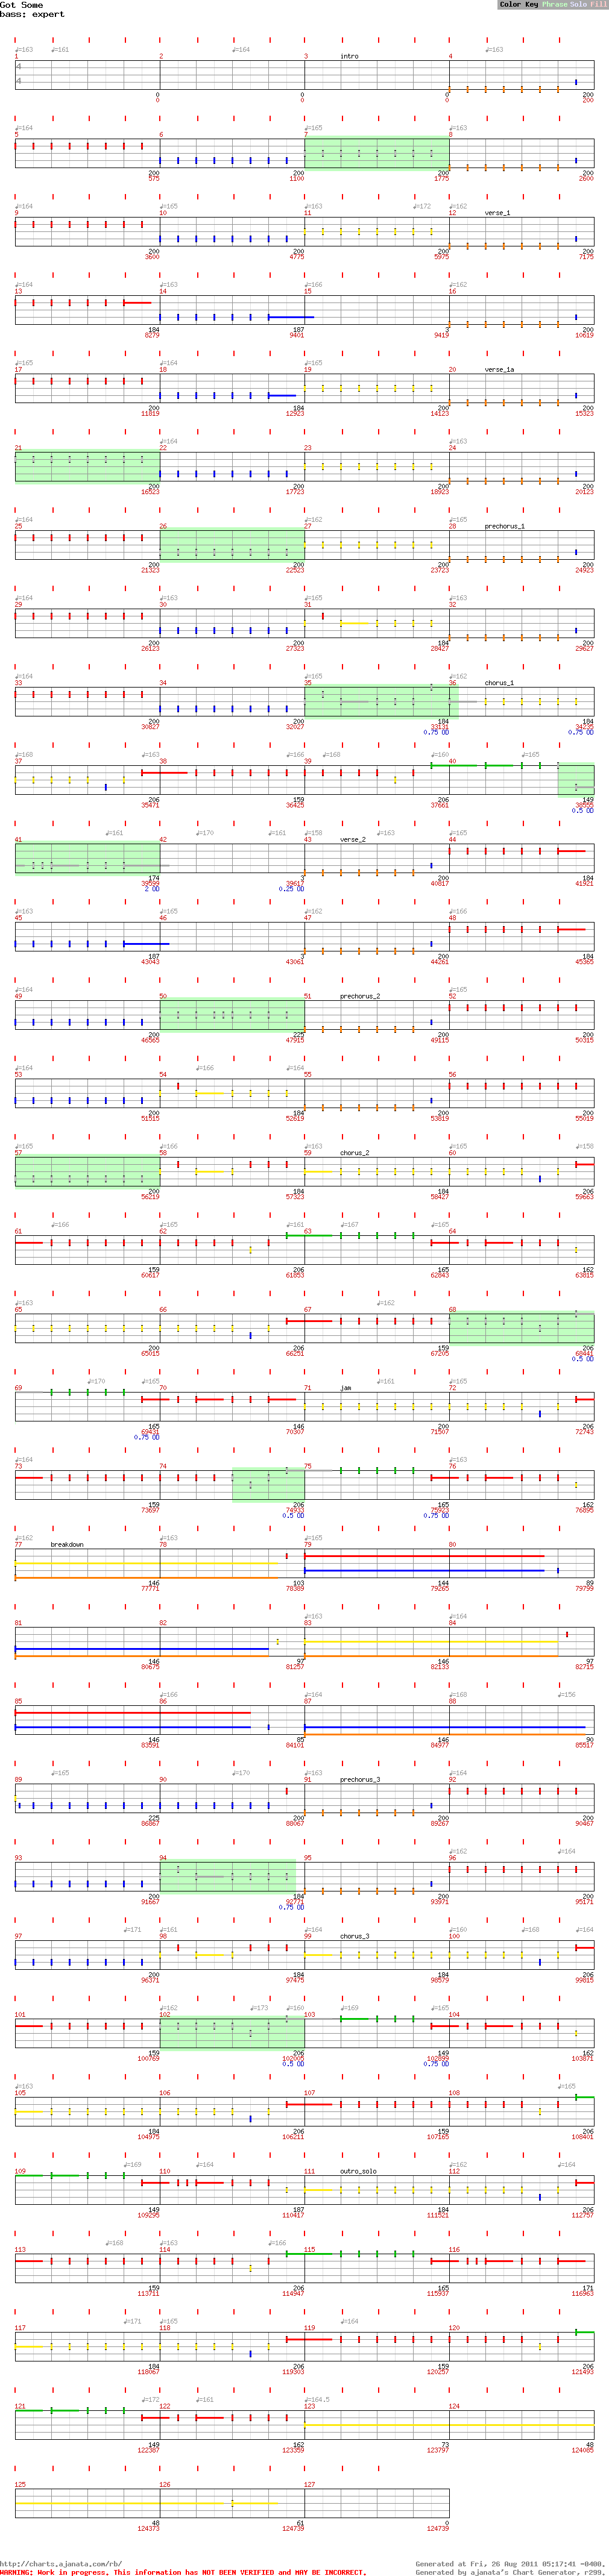 Got Some
bass: expert
Color Key Phrase Solo Fill
♩=163 ♩=161 ♩=164 ♩=163
1 2 3 intro 4
4
4
0 0 0 200
0 0 0 200
♩=164 ♩=165 ♩=163
5 6 7 8
200 200 200 200
575 1100 1775 2600
♩=164 ♩=165 ♩=163 ♩=172 ♩=162
9 10 11 12 verse_1
200 200 200 200
3600 4775 5975 7175
♩=164 ♩=163 ♩=166 ♩=162
13 14 15 16
184 187 3 200
8279 9401 9419 10619
♩=165 ♩=164 ♩=165
17 18 19 20 verse_1a
200 184 200 200
11819 12923 14123 15323
♩=164 ♩=163
21 22 23 24
200 200 200 200
16523 17723 18923 20123
♩=164 ♩=162 ♩=165
25 26 27 28 prechorus_1
200 200 200 200
21323 22523 23723 24923
♩=164 ♩=163 ♩=165 ♩=163
29 30 31 32
200 200 184 200
26123 27323 28427 29627
♩=164 ♩=165 ♩=162
33 34 35 36 chorus_1
200 200 184 184
30827 32027 33131 34235
0.75 OD 0.75 OD
♩=168 ♩=163 ♩=166 ♩=168 ♩=160 ♩=165
37 38 39 40
206 159 206 149
35471 36425 37661 38555
0.5 OD
♩=161 ♩=170 ♩=161 ♩=158 ♩=163 ♩=165
41 42 43 verse_2 44
174 3 200 184
39599 39617 40817 41921
2 OD 0.25 OD
♩=163 ♩=165 ♩=162 ♩=166
45 46 47 48
187 3 200 184
43043 43061 44261 45365
♩=164 ♩=165
49 50 51 prechorus_2 52
200 225 200 200
46565 47915 49115 50315
♩=164 ♩=166 ♩=164
53 54 55 56
200 184 200 200
51515 52619 53819 55019
♩=165 ♩=166 ♩=163 ♩=165 ♩=158
57 58 59 chorus_2 60
200 184 184 206
56219 57323 58427 59663
♩=166 ♩=165 ♩=161 ♩=167 ♩=165
61 62 63 64
159 206 165 162
60617 61853 62843 63815
♩=163 ♩=162
65 66 67 68
200 206 159 206
65015 66251 67205 68441
0.5 OD
♩=170 ♩=165 ♩=161 ♩=165
69 70 71 jam 72
165 146 200 206
69431 70307 71507 72743
0.75 OD
♩=164 ♩=163
73 74 75 76
159 206 165 162
73697 74933 75923 76895
0.5 OD 0.75 OD
♩=162 ♩=163 ♩=165
77 breakdown 78 79 80
146 103 144 89
77771 78389 79265 79799
♩=163 ♩=164
81 82 83 84
146 97 146 97
80675 81257 82133 82715
♩=166 ♩=164 ♩=168 ♩=156
85 86 87 88
146 85 146 90
83591 84101 84977 85517
♩=165 ♩=170 ♩=163 ♩=164
89 90 91 prechorus_3 92
225 200 200 200
86867 88067 89267 90467
♩=162 ♩=164
93 94 95 96
200 184 200 200
91667 92771 93971 95171
0.75 OD
♩=171 ♩=161 ♩=164 ♩=160 ♩=168 ♩=164
97 98 99 chorus_3 100
200 184 184 206
96371 97475 98579 99815
♩=162 ♩=173 ♩=160 ♩=169 ♩=165
101 102 103 104
159 206 149 162
100769 102005 102899 103871
0.5 OD 0.75 OD
♩=163 ♩=165
105 106 107 108
184 206 159 206
104975 106211 107165 108401
♩=169 ♩=164 ♩=162 ♩=164
109 110 111 outro_solo 112
149 187 184 206
109295 110417 111521 112757
♩=168 ♩=163 ♩=166
113 114 115 116
159 206 165 171
113711 114947 115937 116963
♩=171 ♩=165 ♩=164
117 118 119 120
184 206 159 206
118067 119303 120257 121493
♩=172 ♩=161 ♩=164.5
121 122 123 124
149 162 73 48
122387 123359 123797 124085
125 126 127
48 61 0
124373 124739 124739
http://charts.ajanata.com/rb/ Generated at Fri, 26 Aug 2011 05:17:41 -0400.
WARNING: Work in progress. This information has NOT BEEN VERIFIED and MAY BE INCORRECT. Generated by ajanata's Chart Generator, r299.